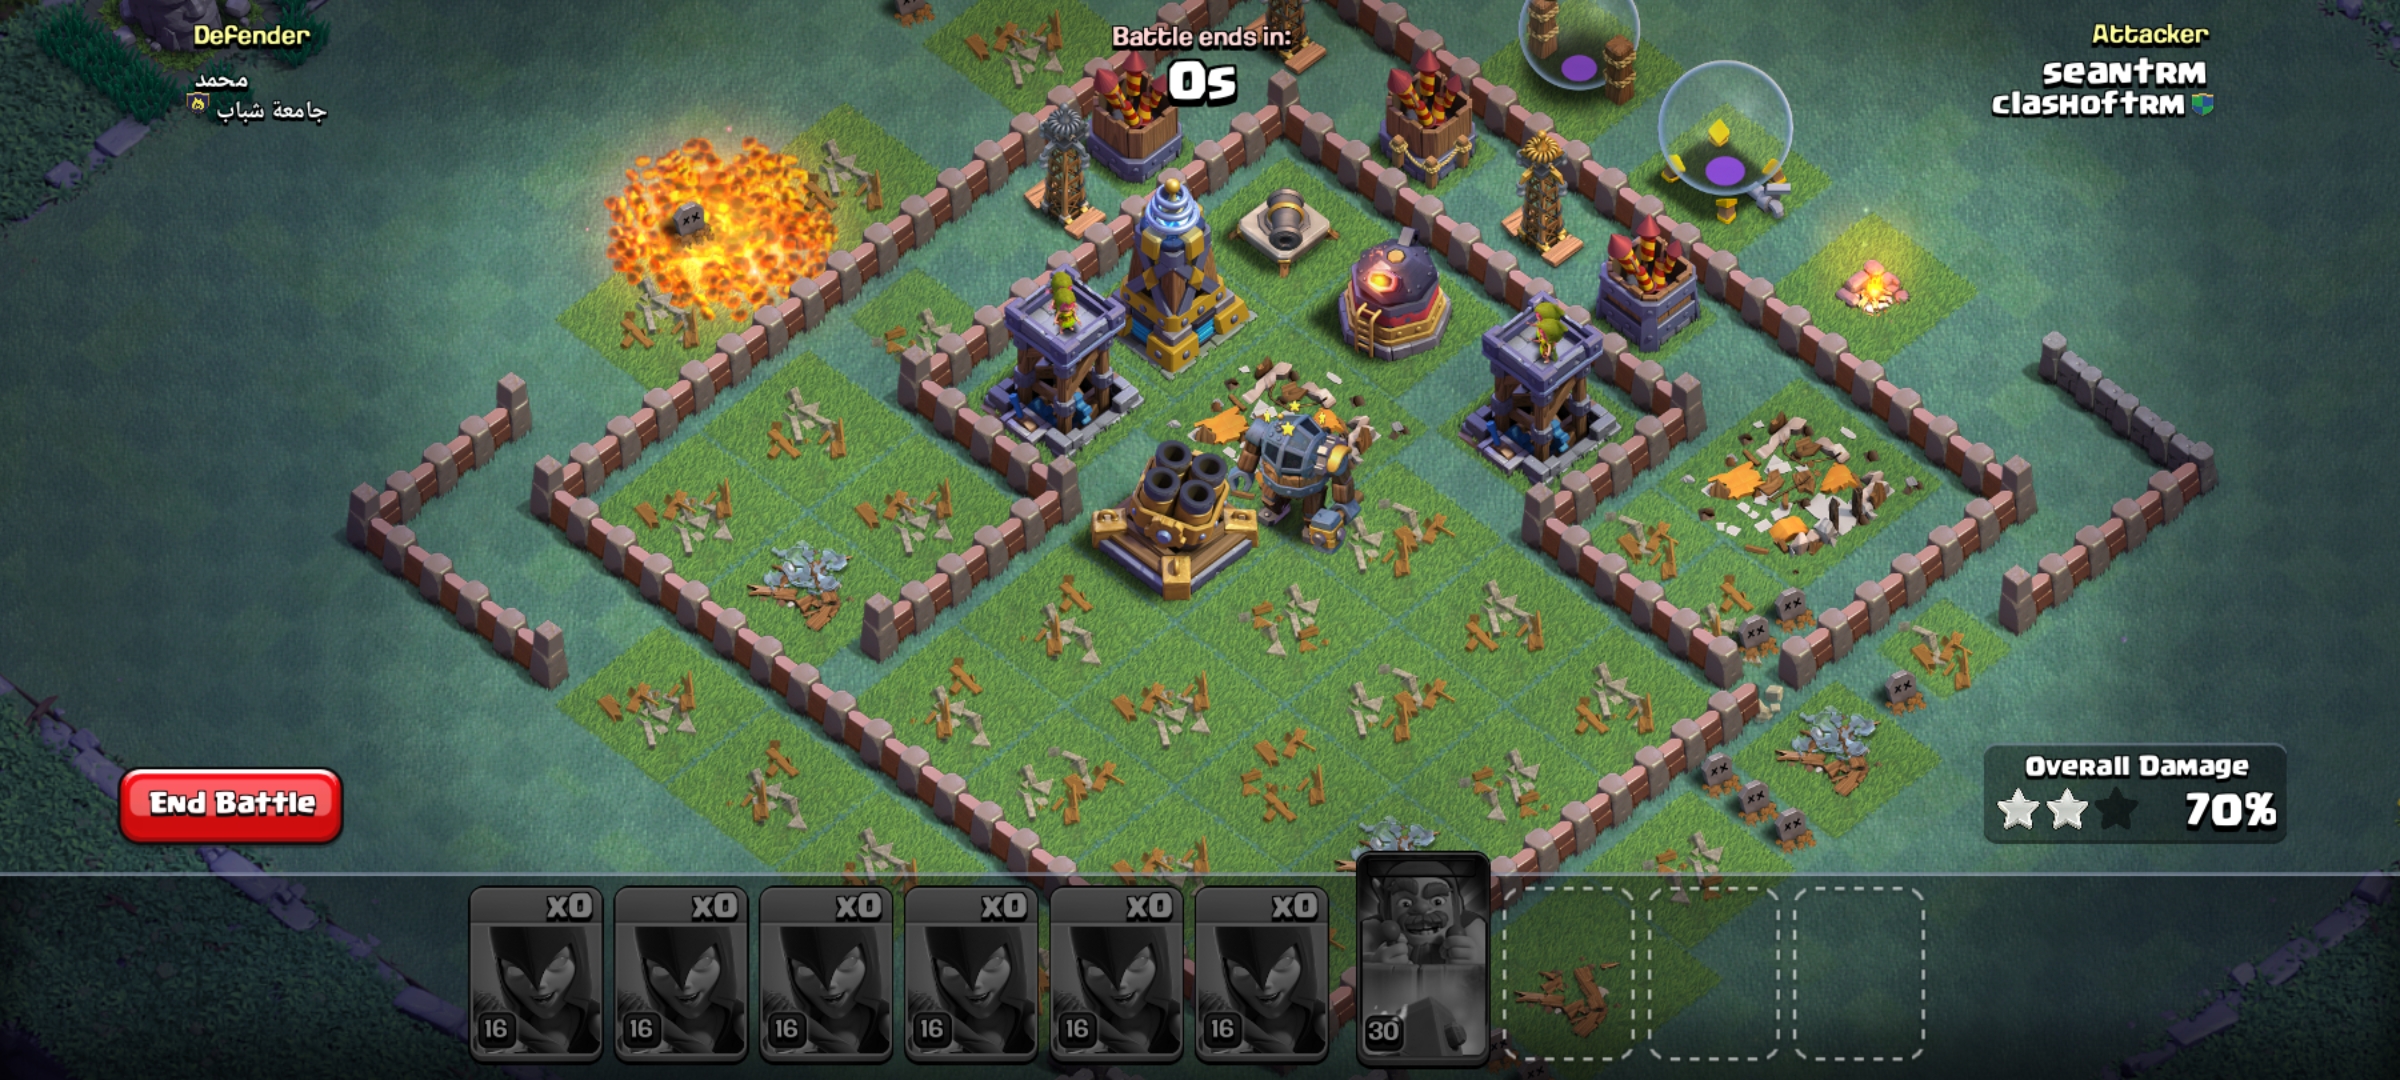 Defender
محمد
جامعة شباب
Battle ends in:
0s
Attacker
seantRM
clashoftRM
End Battle
Overall Damage
70%
x0
x0
x0
x0
x0
x0
16
16
16
16
16
16
30